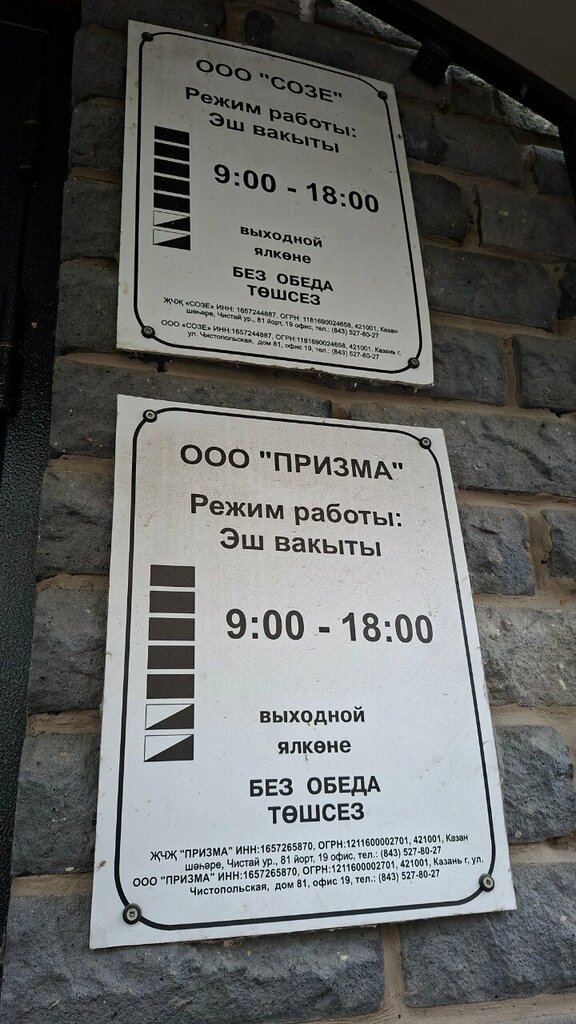 ООО "СОЗЕ"
Режим работы:
Эш вакыты
9:00 - 18:00
выходной
ялкөне
БЕЗ ОБЕДА
ТӨШСЕЗ
ҖЧҖ «СОЗЕ» ИНН:1657244887, ОГРН: 1181690024658, 421001, Казан
шәһәре, Чистай ур., 81 йорт, 19 офис, тел.: (843) 527-80-27
ООО «СОЗЕ» ИНН:1657244887, ОГРН:1181690024658, 421001, Казань г,
ул. Чистопольская, дом 81, офис 19, тел.: (843) 527-80-27
ООО "ПРИЗМА"
Режим работы:
Эш вакыты
9:00 - 18:00
выходной
ялкөне
БЕЗ ОБЕДА
ТӨШСЕЗ
ҖЧҖ "ПРИЗМА" ИНН:1657265870, ОГРН:1211600002701, 421001, Казан
шәһәре, Чистай ур., 81 йорт, 19 офис, тел.: (843) 527-80-27
ООО "ПРИЗМА" ИНН:1657265870, ОГРН:1211600002701, 421001, Казань г, ул.
Чистопольская, дом 81, офис 19, тел.: (843) 527-80-27